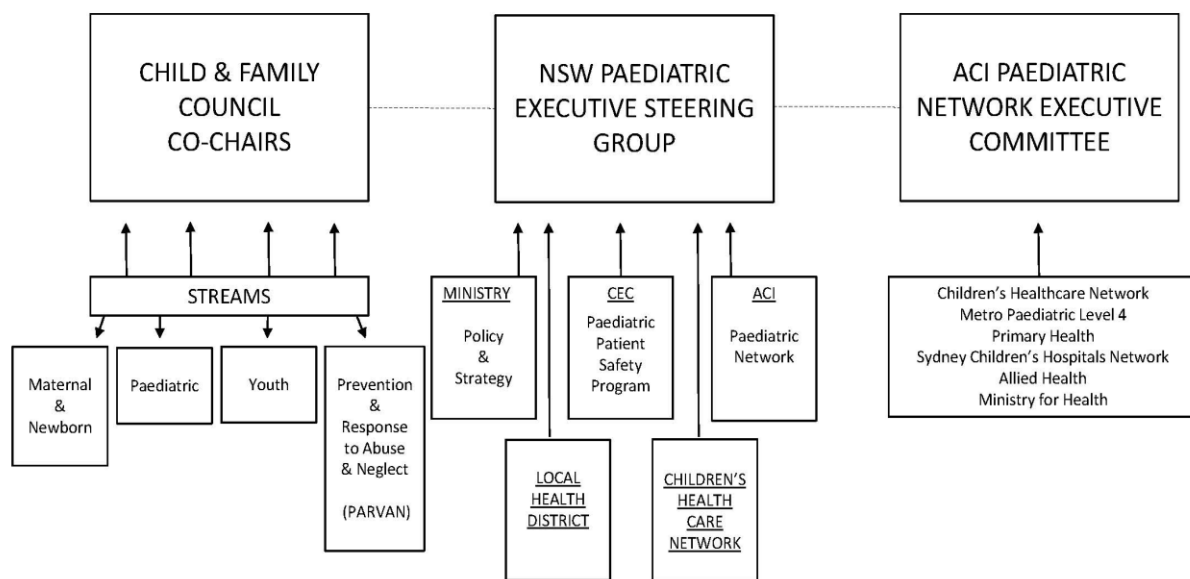 CHILD & FAMILY
COUNCIL
CO-CHAIRS
NSW PAEDIATRIC
EXECUTIVE STEERING
GROUP
ACI PAEDIATRIC
NETWORK EXECUTIVE
COMMITTEE
STREAMS
Maternal
&
Newborn
Paediatric
Youth
Prevention
&
Response
to Abuse
& Neglect
(PARVAN)
MINISTRY
Policy
&
Strategy
CEC
Paediatric
Patient
Safety
Program
ACI
Paediatric
Network
LOCAL
HEALTH
DISTRICT
CHILDREN'S
HEALTH
CARE
NETWORK
Children's Healthcare Network
Metro Paediatric Level 4
Primary Health
Sydney Children's Hospitals Network
Allied Health
Ministry for Health